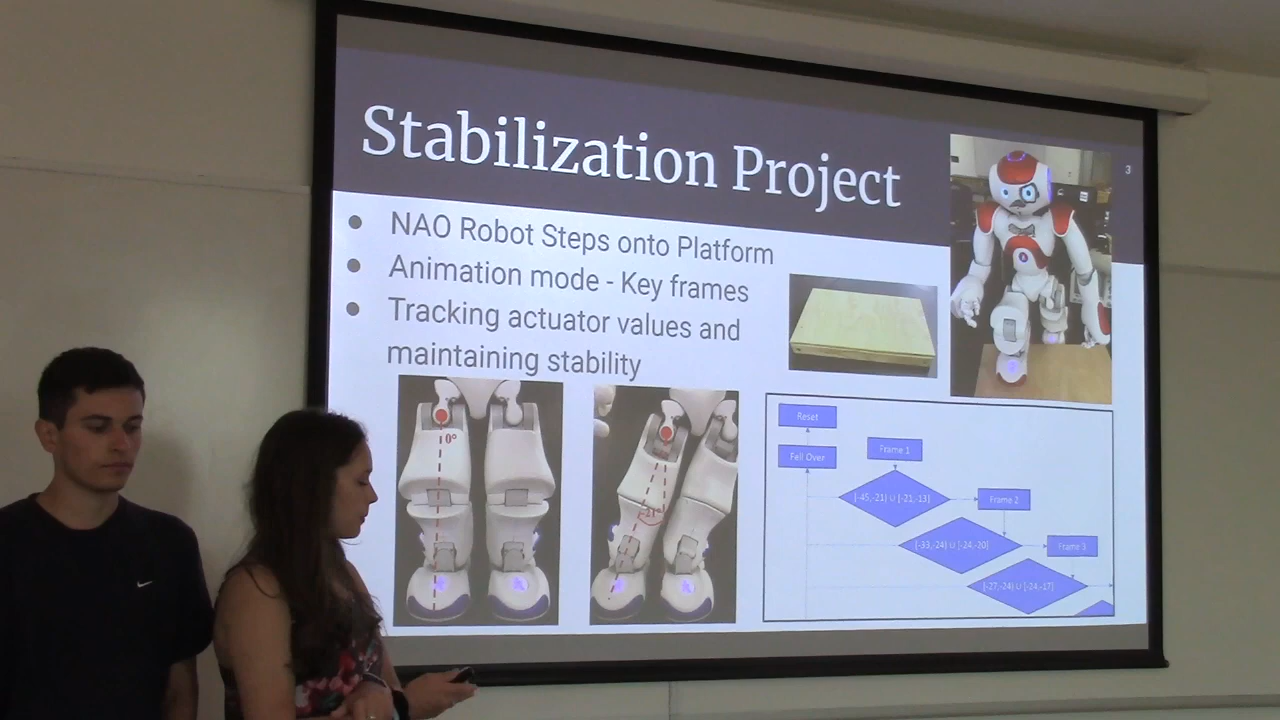 Stabilization Project
3
NAO Robot Steps onto Platform
Animation mode - Key frames
Tracking actuator values and
maintaining stability
0°
Reset
Fell Over
Frame 1
[-45,-21) U [-21,-13]
Frame 2
[-33,-24) U [-24,-20]
Frame 3
[-27,-24) U [-24,-17]